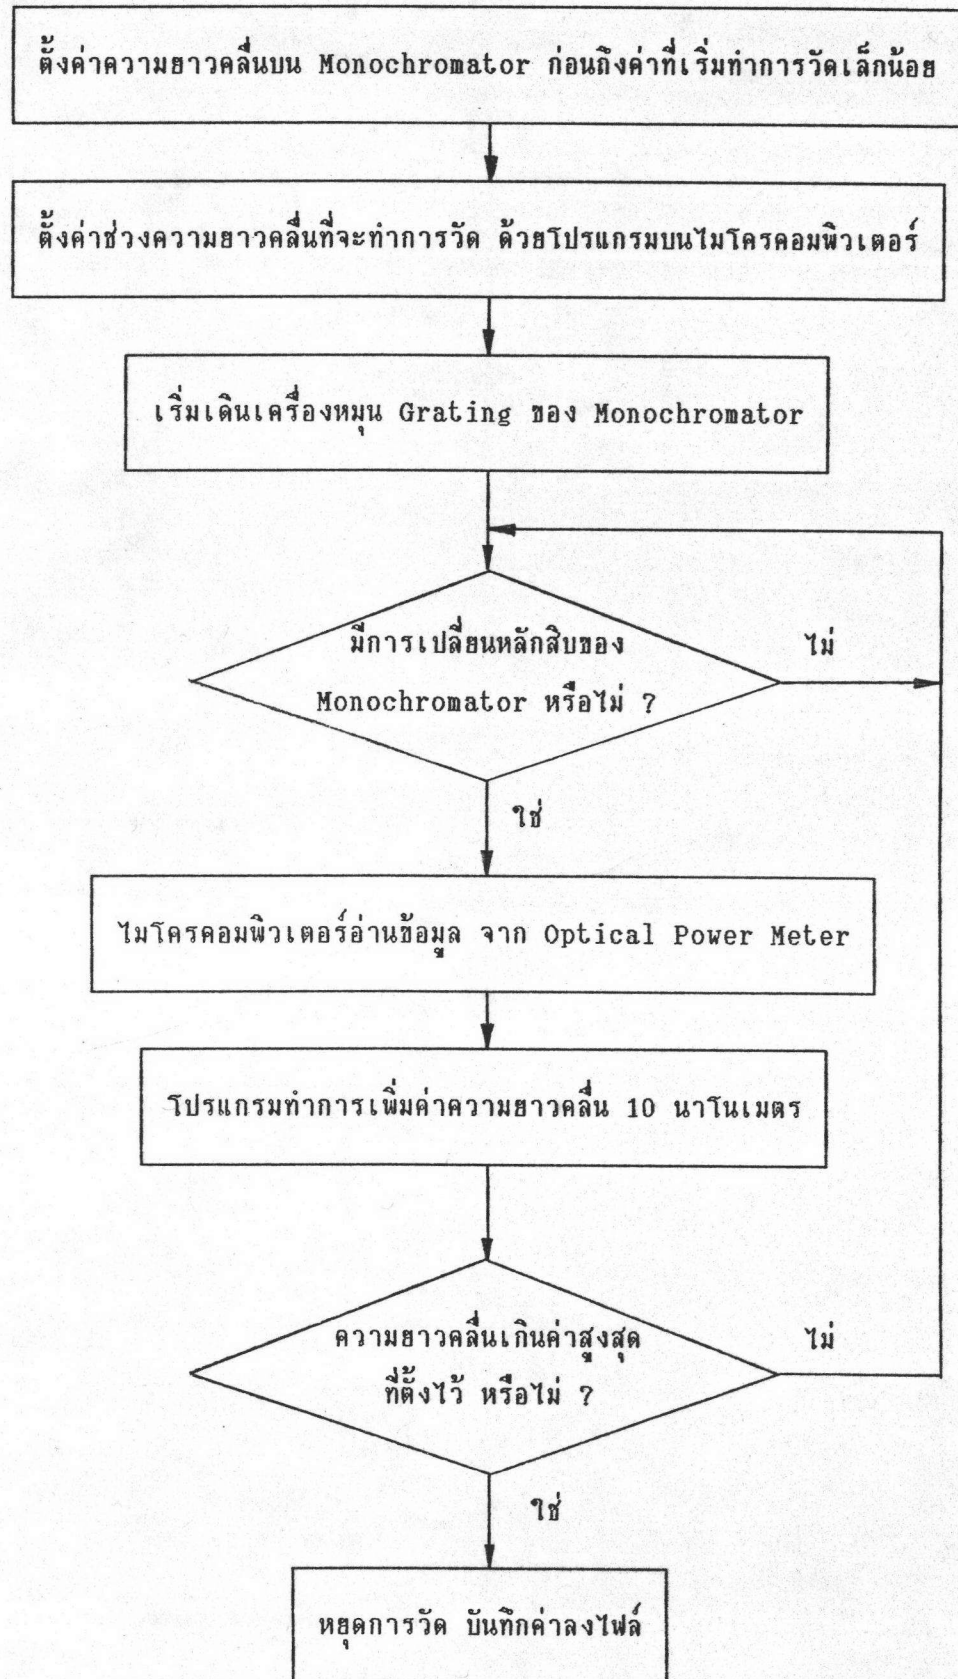 ตั้งค่าความยาวคลื่นบน Monochromator ก่อนถึงค่าที่เริ่มทำการวัดเล็กน้อย
ตั้งค่าช่วงความยาวคลื่นที่จะทำการวัด ด้วยโปรแกรมบนไมโครคอมพิวเตอร์
เริ่มเดินเครื่องหมุน Grating ของ Monochromator
มีการเปลี่ยนหลักสิบของ
Monochromator หรือไม่ ?
ไม่
ใช่
ไมโครคอมพิวเตอร์อ่านข้อมูล จาก Optical Power Meter
โปรแกรมทำการเพิ่มค่าความยาวคลื่น 10 นาโนเมตร
ความยาวคลื่นเกินค่าสูงสุด
ที่ตั้งไว้ หรือไม่ ?
ไม่
ใช่
หยุดการวัด บันทึกค่าลงไฟล์